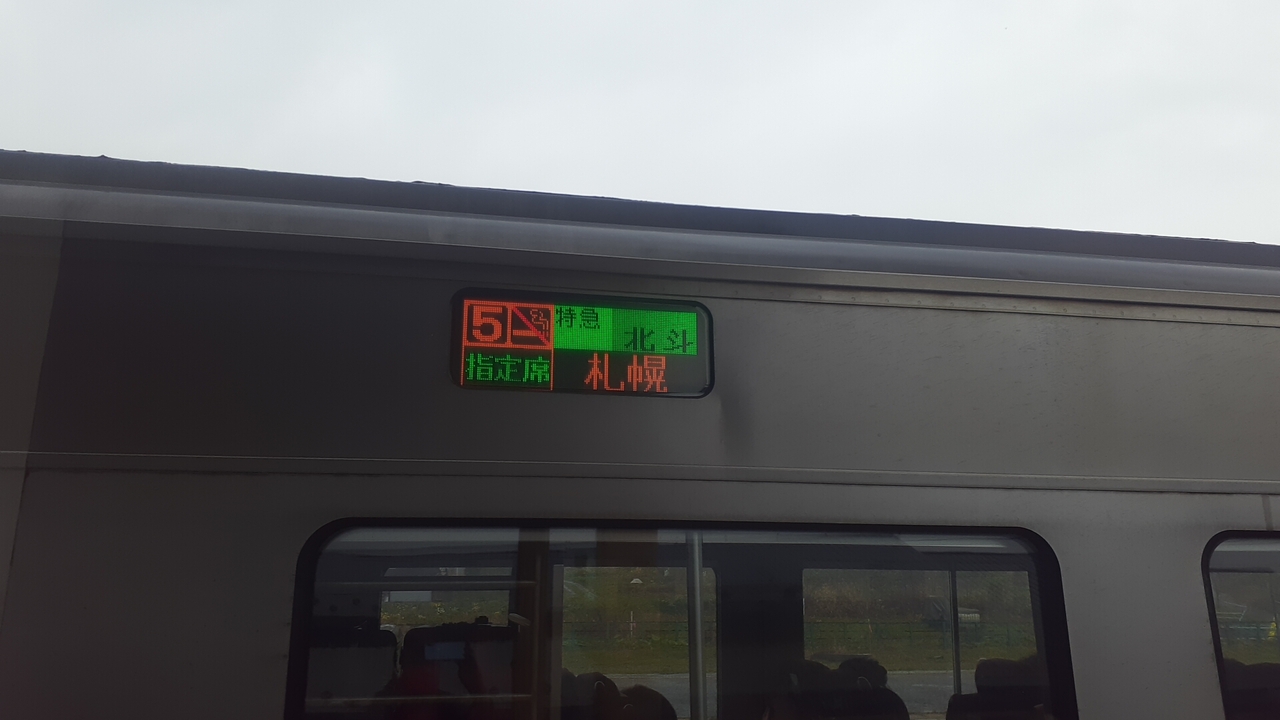 5 特急 北斗
指定席 札幌